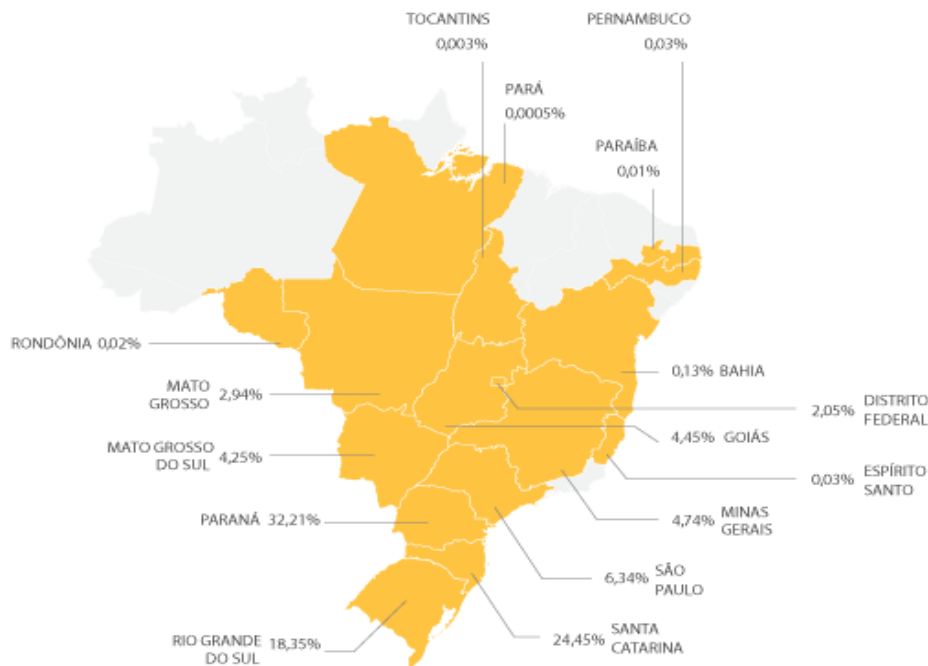 TOCANTINS
0,003%
PERNAMBUCO
0,03%
PARÁ
0,0005%
PARAÍBA
0,01%
RONDÔNIA 0,02%
0,13% BAHIA
MATO
GROSSO 2,94%
2,05% DISTRITO
FEDERAL
4,45% GOIÁS
MATO GROSSO
DO SUL 4,25%
0,03% ESPÍRITO
SANTO
PARANÁ 32,21%
4,74% MINAS
GERAIS
6,34% SÃO
PAULO
RIO GRANDE
DO SUL 18,35%
24,45% SANTA
CATARINA